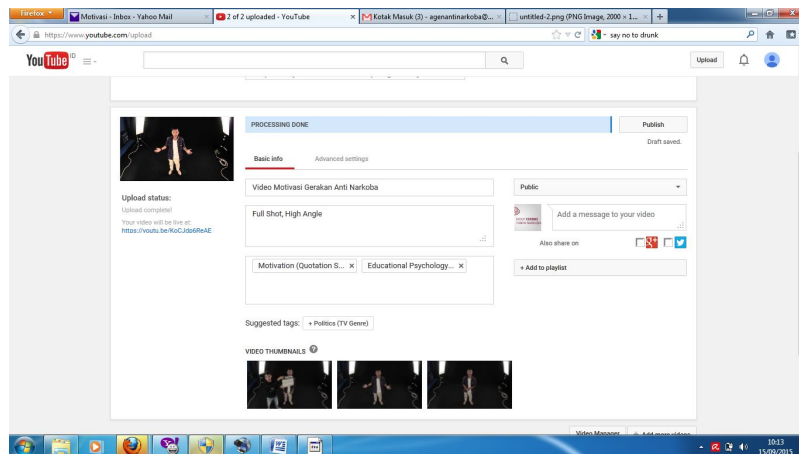 Firefox
Motivasi - Inbox - Yahoo Mail
2 of 2 uploaded - YouTube
Kotak Masuk (3) - agenantinarkoba@...
untitled-2.png (PNG Image, 2000 × 1...
https://www.youtube.com/upload
say no to drunk
YouTube ID
Upload
PROCESSING DONE
Publish
Draft saved.
Basic info
Advanced settings
Video Motivasi Gerakan Anti Narkoba
Public
Upload status:
Upload complete!
Your video will be live at:
https://youtu.be/KoCJdp6ReAE
Full Shot, High Angle
Add a message to your video
Also share on
Motivation (Quotation S... x
Educational Psychology... x
+ Add to playlist
Suggested tags:
+ Politics (TV Genre)
VIDEO THUMBNAILS ?
Video Manager
+ Add more videos
10:13
15/09/2015